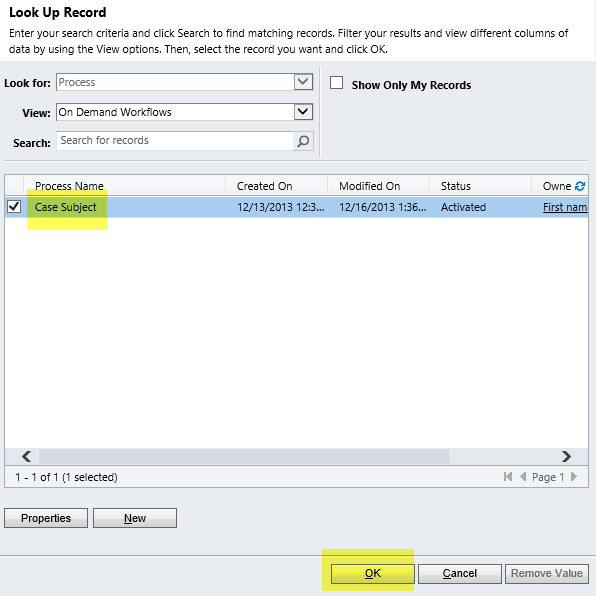 Look Up Record
Enter your search criteria and click Search to find matching records. Filter your results and view different columns of
data by using the View options. Then, select the record you want and click OK.
Look for: Process
Show Only My Records
View: On Demand Workflows
Search: Search for records
Process Name Created On Modified On Status Owne
Case Subject 12/13/2013 12:3... 12/16/2013 1:36... Activated First nam
1 - 1 of 1 (1 selected) Page 1
Properties New
OK Cancel Remove Value